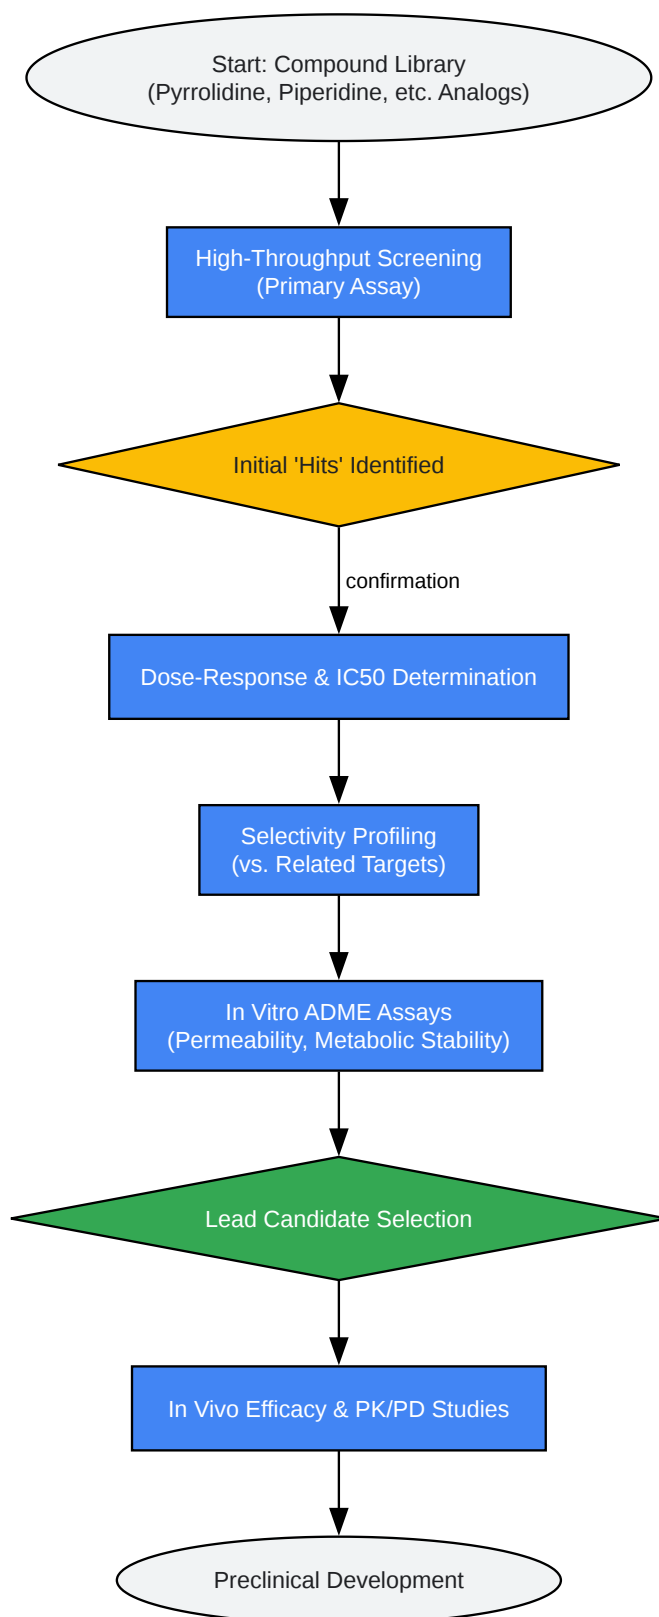 Start: Compound Library
(Pyrrolidine, Piperidine, etc. Analogs)
High-Throughput Screening
(Primary Assay)
Initial 'Hits' Identified
confirmation
Dose-Response & IC50 Determination
Selectivity Profiling
(vs. Related Targets)
In Vitro ADME Assays
(Permeability, Metabolic Stability)
Lead Candidate Selection
In Vivo Efficacy & PK/PD Studies
Preclinical Development